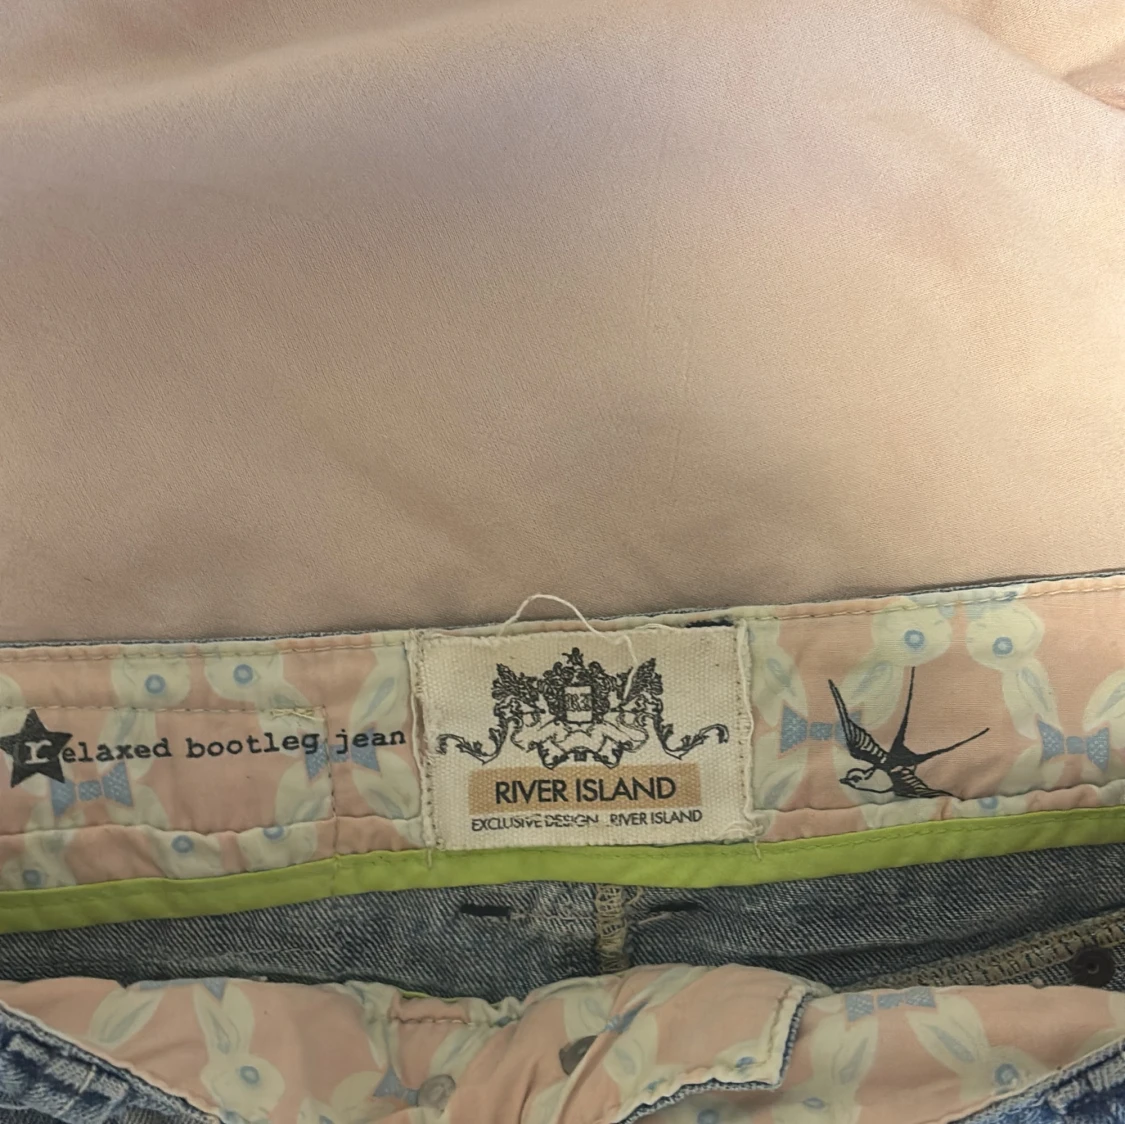 relaxed bootleg jean
RIVER ISLAND
EXCLUSIVE DESIGN RIVER ISLAND